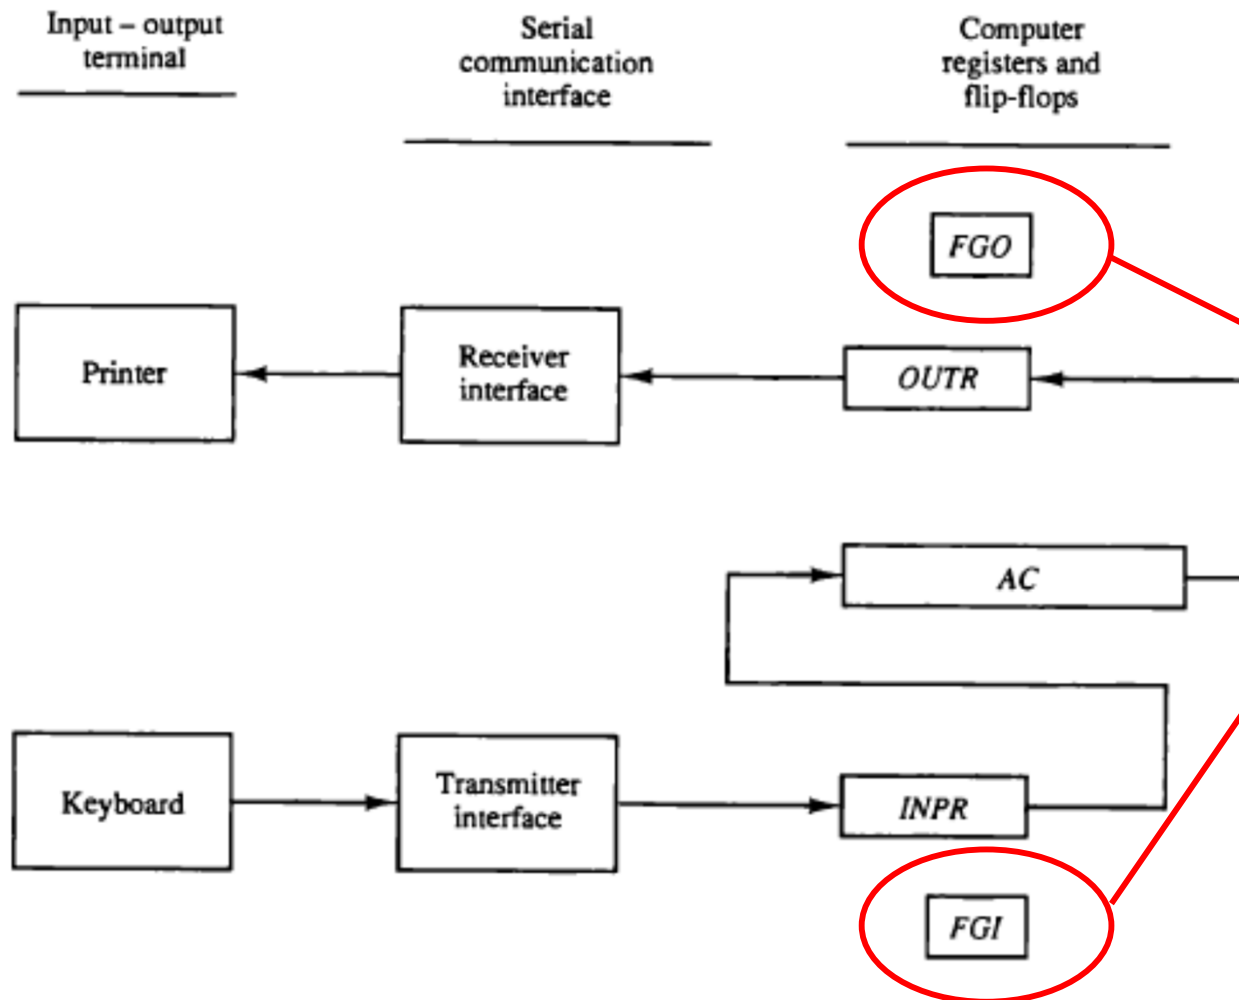 Input – output
terminal
Serial
communication
interface
Computer
registers and
flip-flops
FGO
Printer
Receiver
interface
OUTR
AC
Keyboard
Transmitter
interface
INPR
FGI